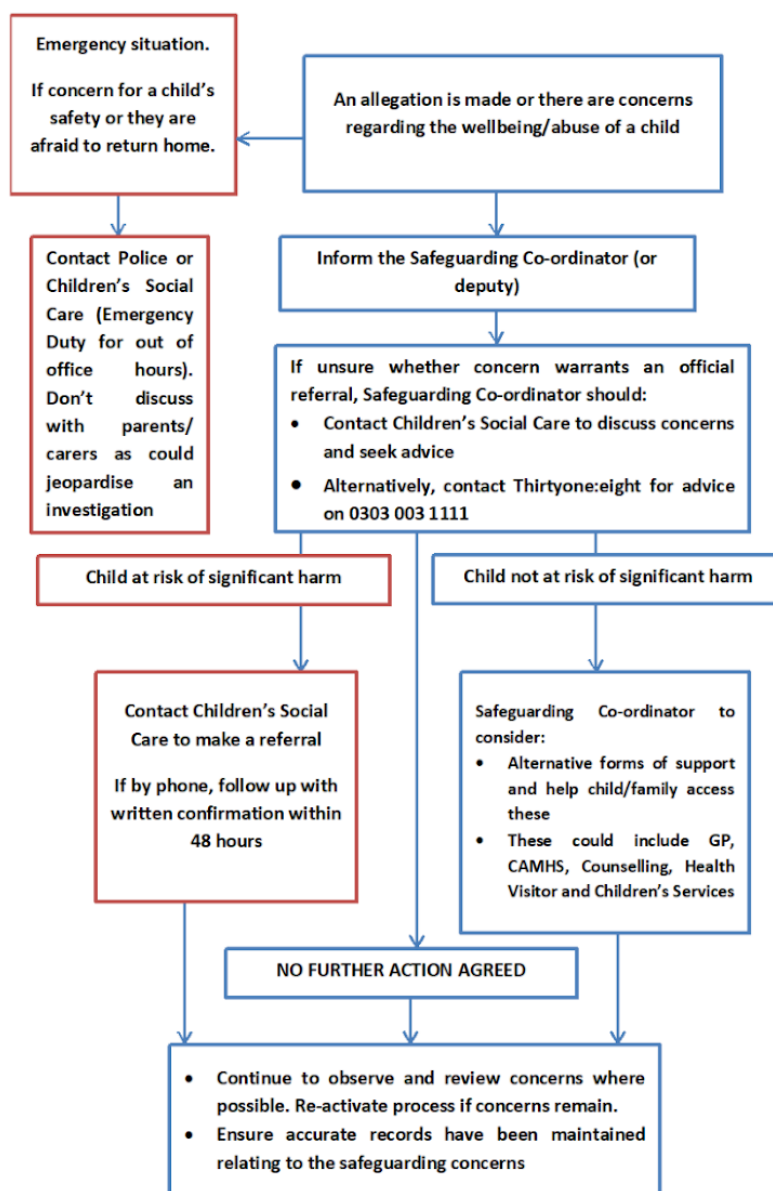 Emergency situation.
If concern for a child's
safety or they are
afraid to return home.
An allegation is made or there are concerns
regarding the wellbeing/abuse of a child
Contact Police or
Children's Social
Care (Emergency
Duty for out of
office hours).
Don't discuss
with parents/
carers as could
jeopardise an
investigation
Inform the Safeguarding Co-ordinator (or
deputy)
If unsure whether concern warrants an official
referral, Safeguarding Co-ordinator should:
• Contact Children's Social Care to discuss concerns
and seek advice
• Alternatively, contact Thirtyone:eight for advice
on 0303 003 1111
Child at risk of significant harm
Child not at risk of significant harm
Contact Children's Social
Care to make a referral
If by phone, follow up with
written confirmation within
48 hours
Safeguarding Co-ordinator to
consider:
• Alternative forms of support
and help child/family access
these
• These could include GP,
CAMHS, Counselling, Health
Visitor and Children's Services
NO FURTHER ACTION AGREED
• Continue to observe and review concerns where
possible. Re-activate process if concerns remain.
• Ensure accurate records have been maintained
relating to the safeguarding concerns